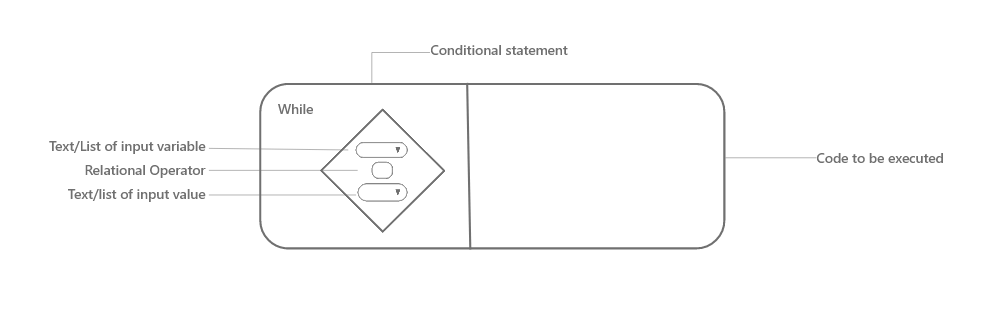 Conditional statement
While
Text/List of input variable
Relational Operator
Text/list of input value
Code to be executed